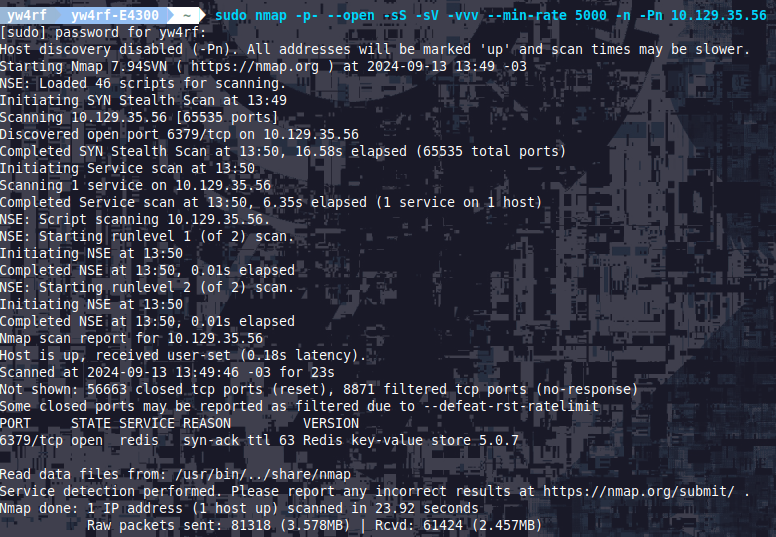 yw4rf yw4rf-E4300 ~ sudo nmap -p- --open -sS -sV -vvv --min-rate 5000 -n -Pn 10.129.35.56
[sudo] password for yw4rf:
Host discovery disabled (-Pn). All addresses will be marked 'up' and scan times may be slower.
Starting Nmap 7.94SVN ( https://nmap.org ) at 2024-09-13 13:49 -03
NSE: Loaded 46 scripts for scanning.
Initiating SYN Stealth Scan at 13:49
Scanning 10.129.35.56 [65535 ports]
Discovered open port 6379/tcp on 10.129.35.56
Completed SYN Stealth Scan at 13:50, 16.58s elapsed (65535 total ports)
Initiating Service scan at 13:50
Scanning 1 service on 10.129.35.56
Completed Service scan at 13:50, 6.35s elapsed (1 service on 1 host)
NSE: Script scanning 10.129.35.56.
NSE: Starting runlevel 1 (of 2) scan.
Initiating NSE at 13:50
Completed NSE at 13:50, 0.01s elapsed
NSE: Starting runlevel 2 (of 2) scan.
Initiating NSE at 13:50
Completed NSE at 13:50, 0.01s elapsed
Nmap scan report for 10.129.35.56
Host is up, received user-set (0.18s latency).
Scanned at 2024-09-13 13:49:46 -03 for 23s
Not shown: 56663 closed tcp ports (reset), 8871 filtered tcp ports (no-response)
Some closed ports may be reported as filtered due to --defeat-rst-ratelimit
PORT     STATE SERVICE REASON         VERSION
6379/tcp open  redis   syn-ack ttl 63 Redis key-value store 5.0.7
Read data files from: /usr/bin/../share/nmap
Service detection performed. Please report any incorrect results at https://nmap.org/submit/ .
Nmap done: 1 IP address (1 host up) scanned in 23.92 seconds
Raw packets sent: 81318 (3.578MB) | Rcvd: 61424 (2.457MB)